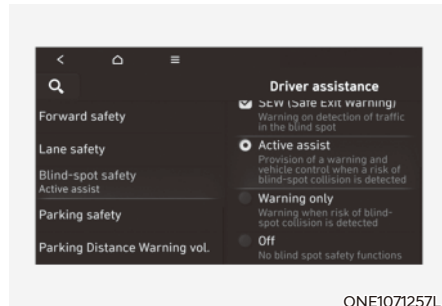 Driver assistance
Forward safety
Lane safety
Blind-spot safety
Active assist
Parking safety
Parking Distance Warning vol.
SEW (Safe Exit Warning)
Warning on detection of traffic
in the blind spot
Active assist
Provision of a warning and
vehicle control when a risk of
blind-spot collision is detected
Warning only
Warning when risk of blind-
spot collision is detected
Off
No blind spot safety functions
ONE1071257L